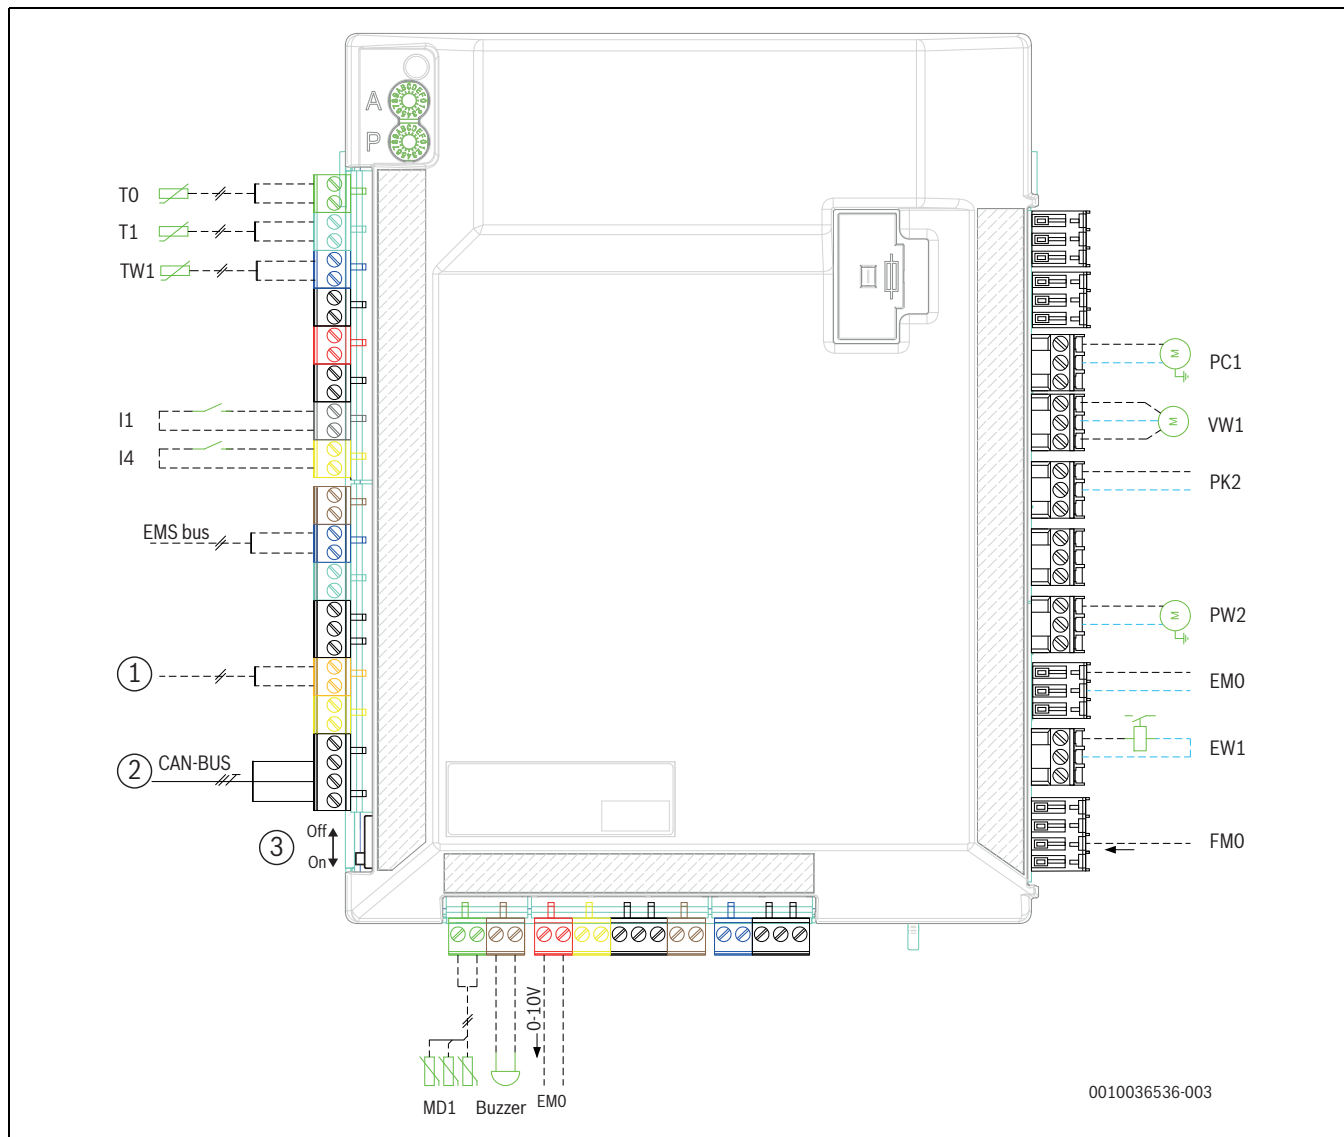 A
P
T0
T1
TW1
I1
I4
EMS bus
1
2 CAN-BUS
3 Off
On
PC1
M
VW1
M
PK2
PW2
M
EM0
EW1
FM0
0-10V
MD1 Buzzer EM0
0010036536-003